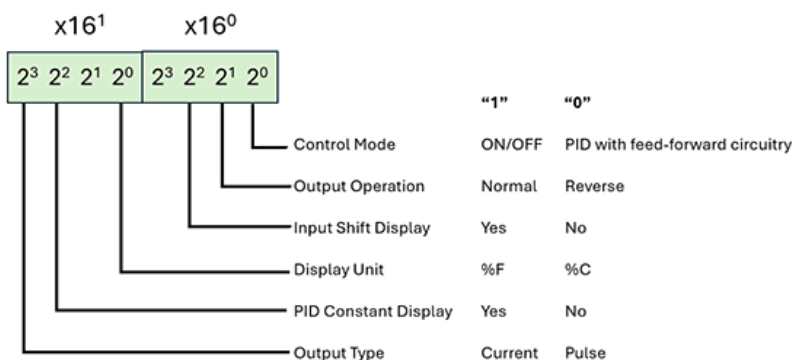 x16¹ x16⁰
2³ 2² 2¹ 2⁰ 2³ 2² 2¹ 2⁰
“1” “0”
Control Mode ON/OFF PID with feed-forward circuitry
Output Operation Normal Reverse
Input Shift Display Yes No
Display Unit %F %C
PID Constant Display Yes No
Output Type Current Pulse